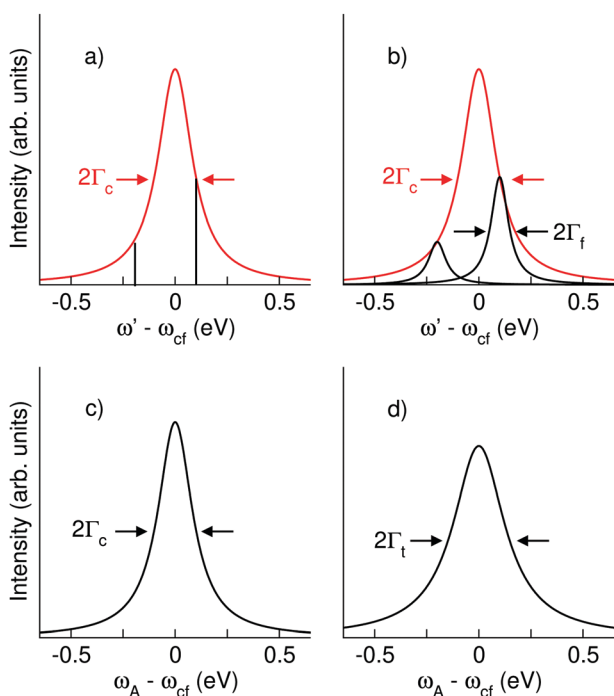 a)
Intensity (arb. units)
2Γc
-0.5 0 0.5
ω' - ωcf (eV)
b)
2Γc
2Γf
-0.5 0 0.5
ω' - ωcf (eV)
c)
Intensity (arb. units)
2Γc
-0.5 0 0.5
ωA - ωcf (eV)
d)
2Γt
-0.5 0 0.5
ωA - ωcf (eV)